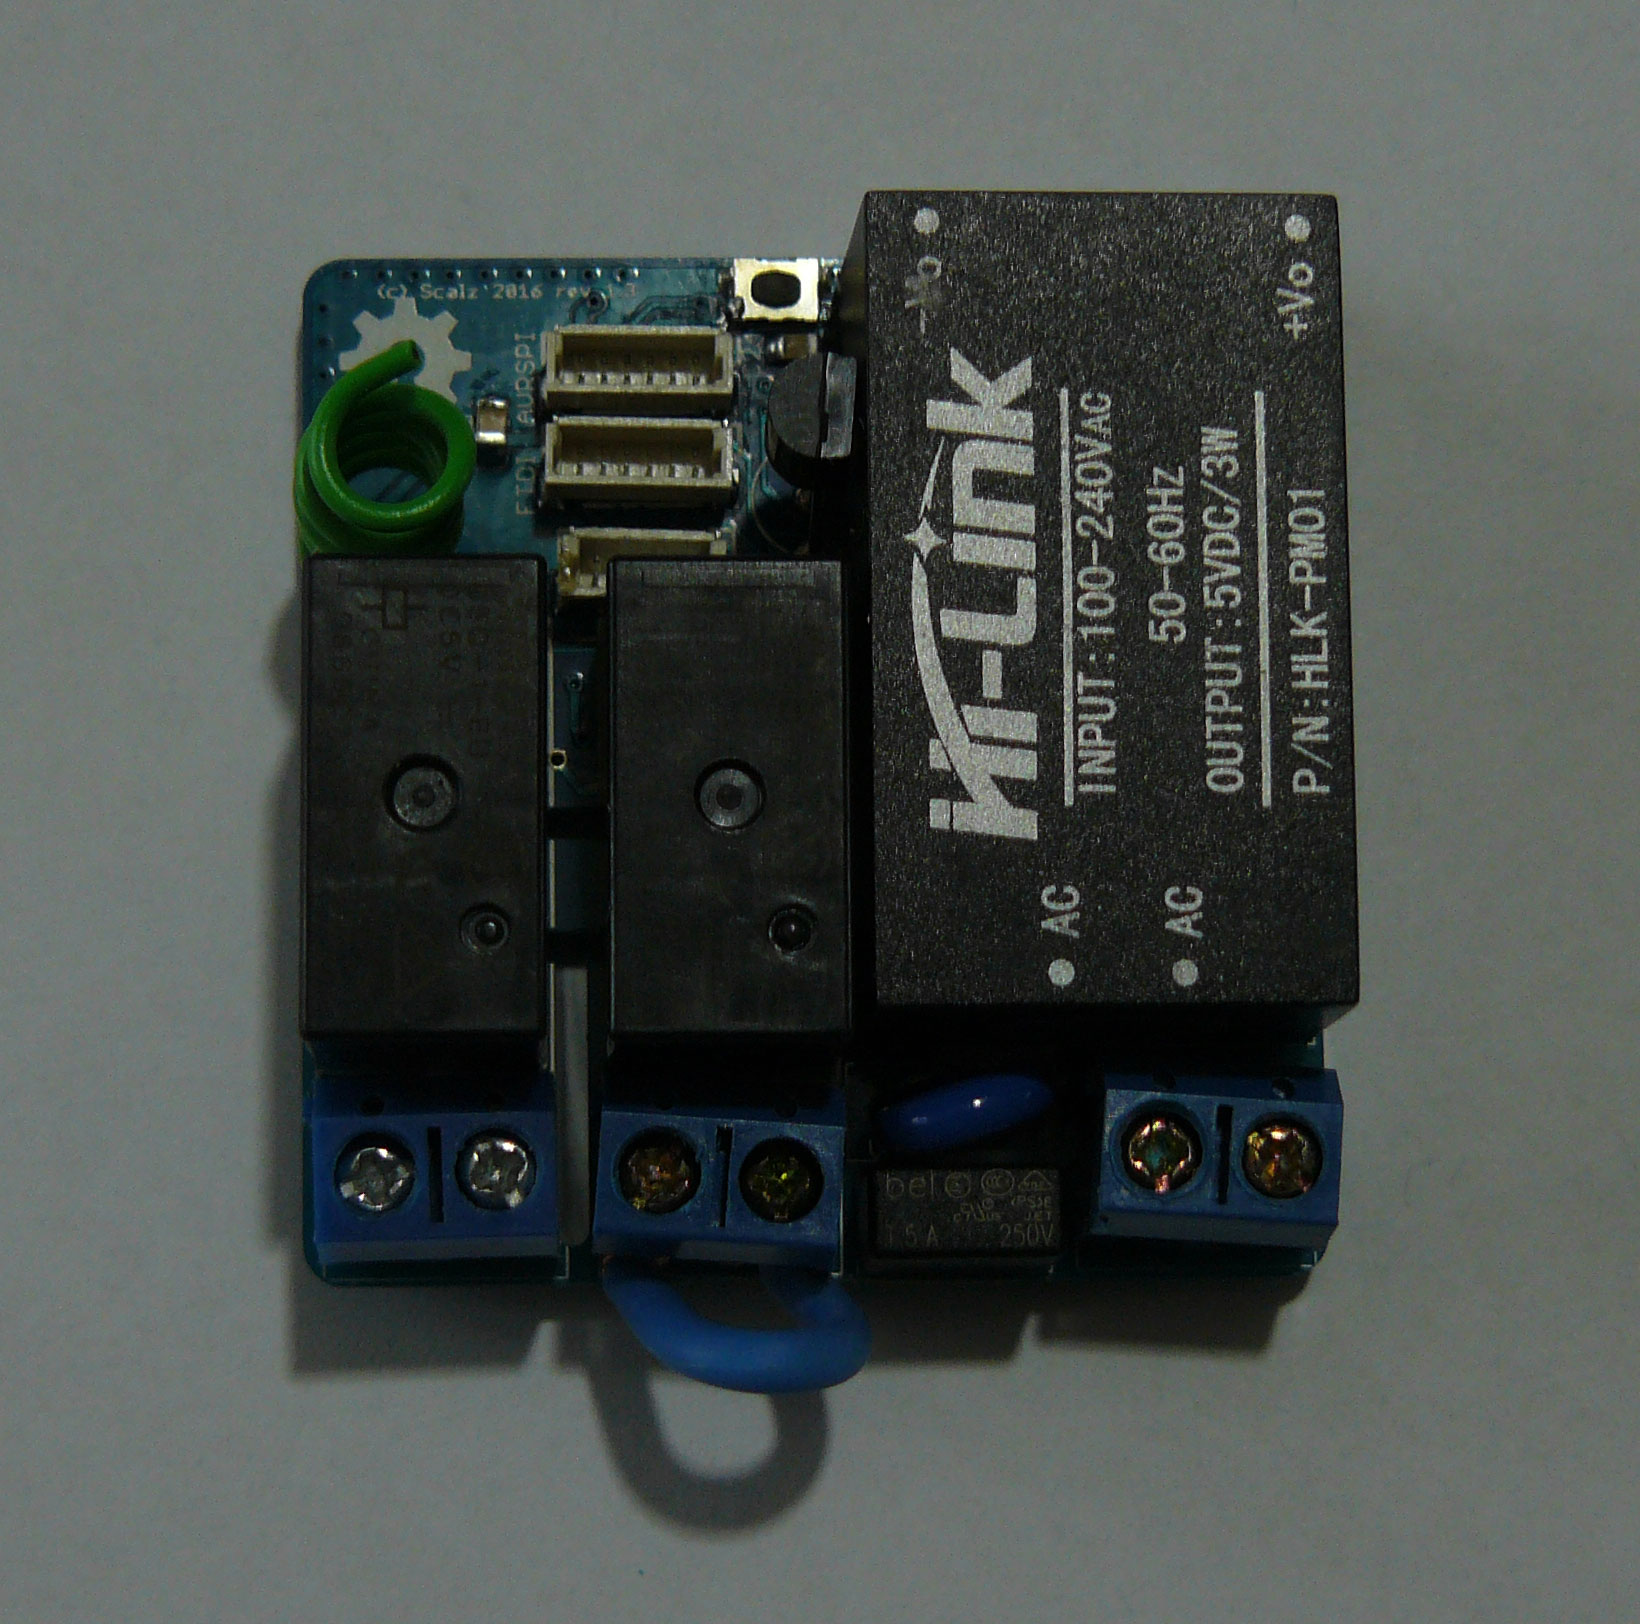 (c) Scalz'2016 rev 1.3
AVRSPI
FTDI
-Vo
+Vo
Hi-Link
INPUT:100-240VAC
50-60Hz
OUTPUT:5VDC/3W
P/N:HLK-PM01
AC
AC
bel
1.5A
250V